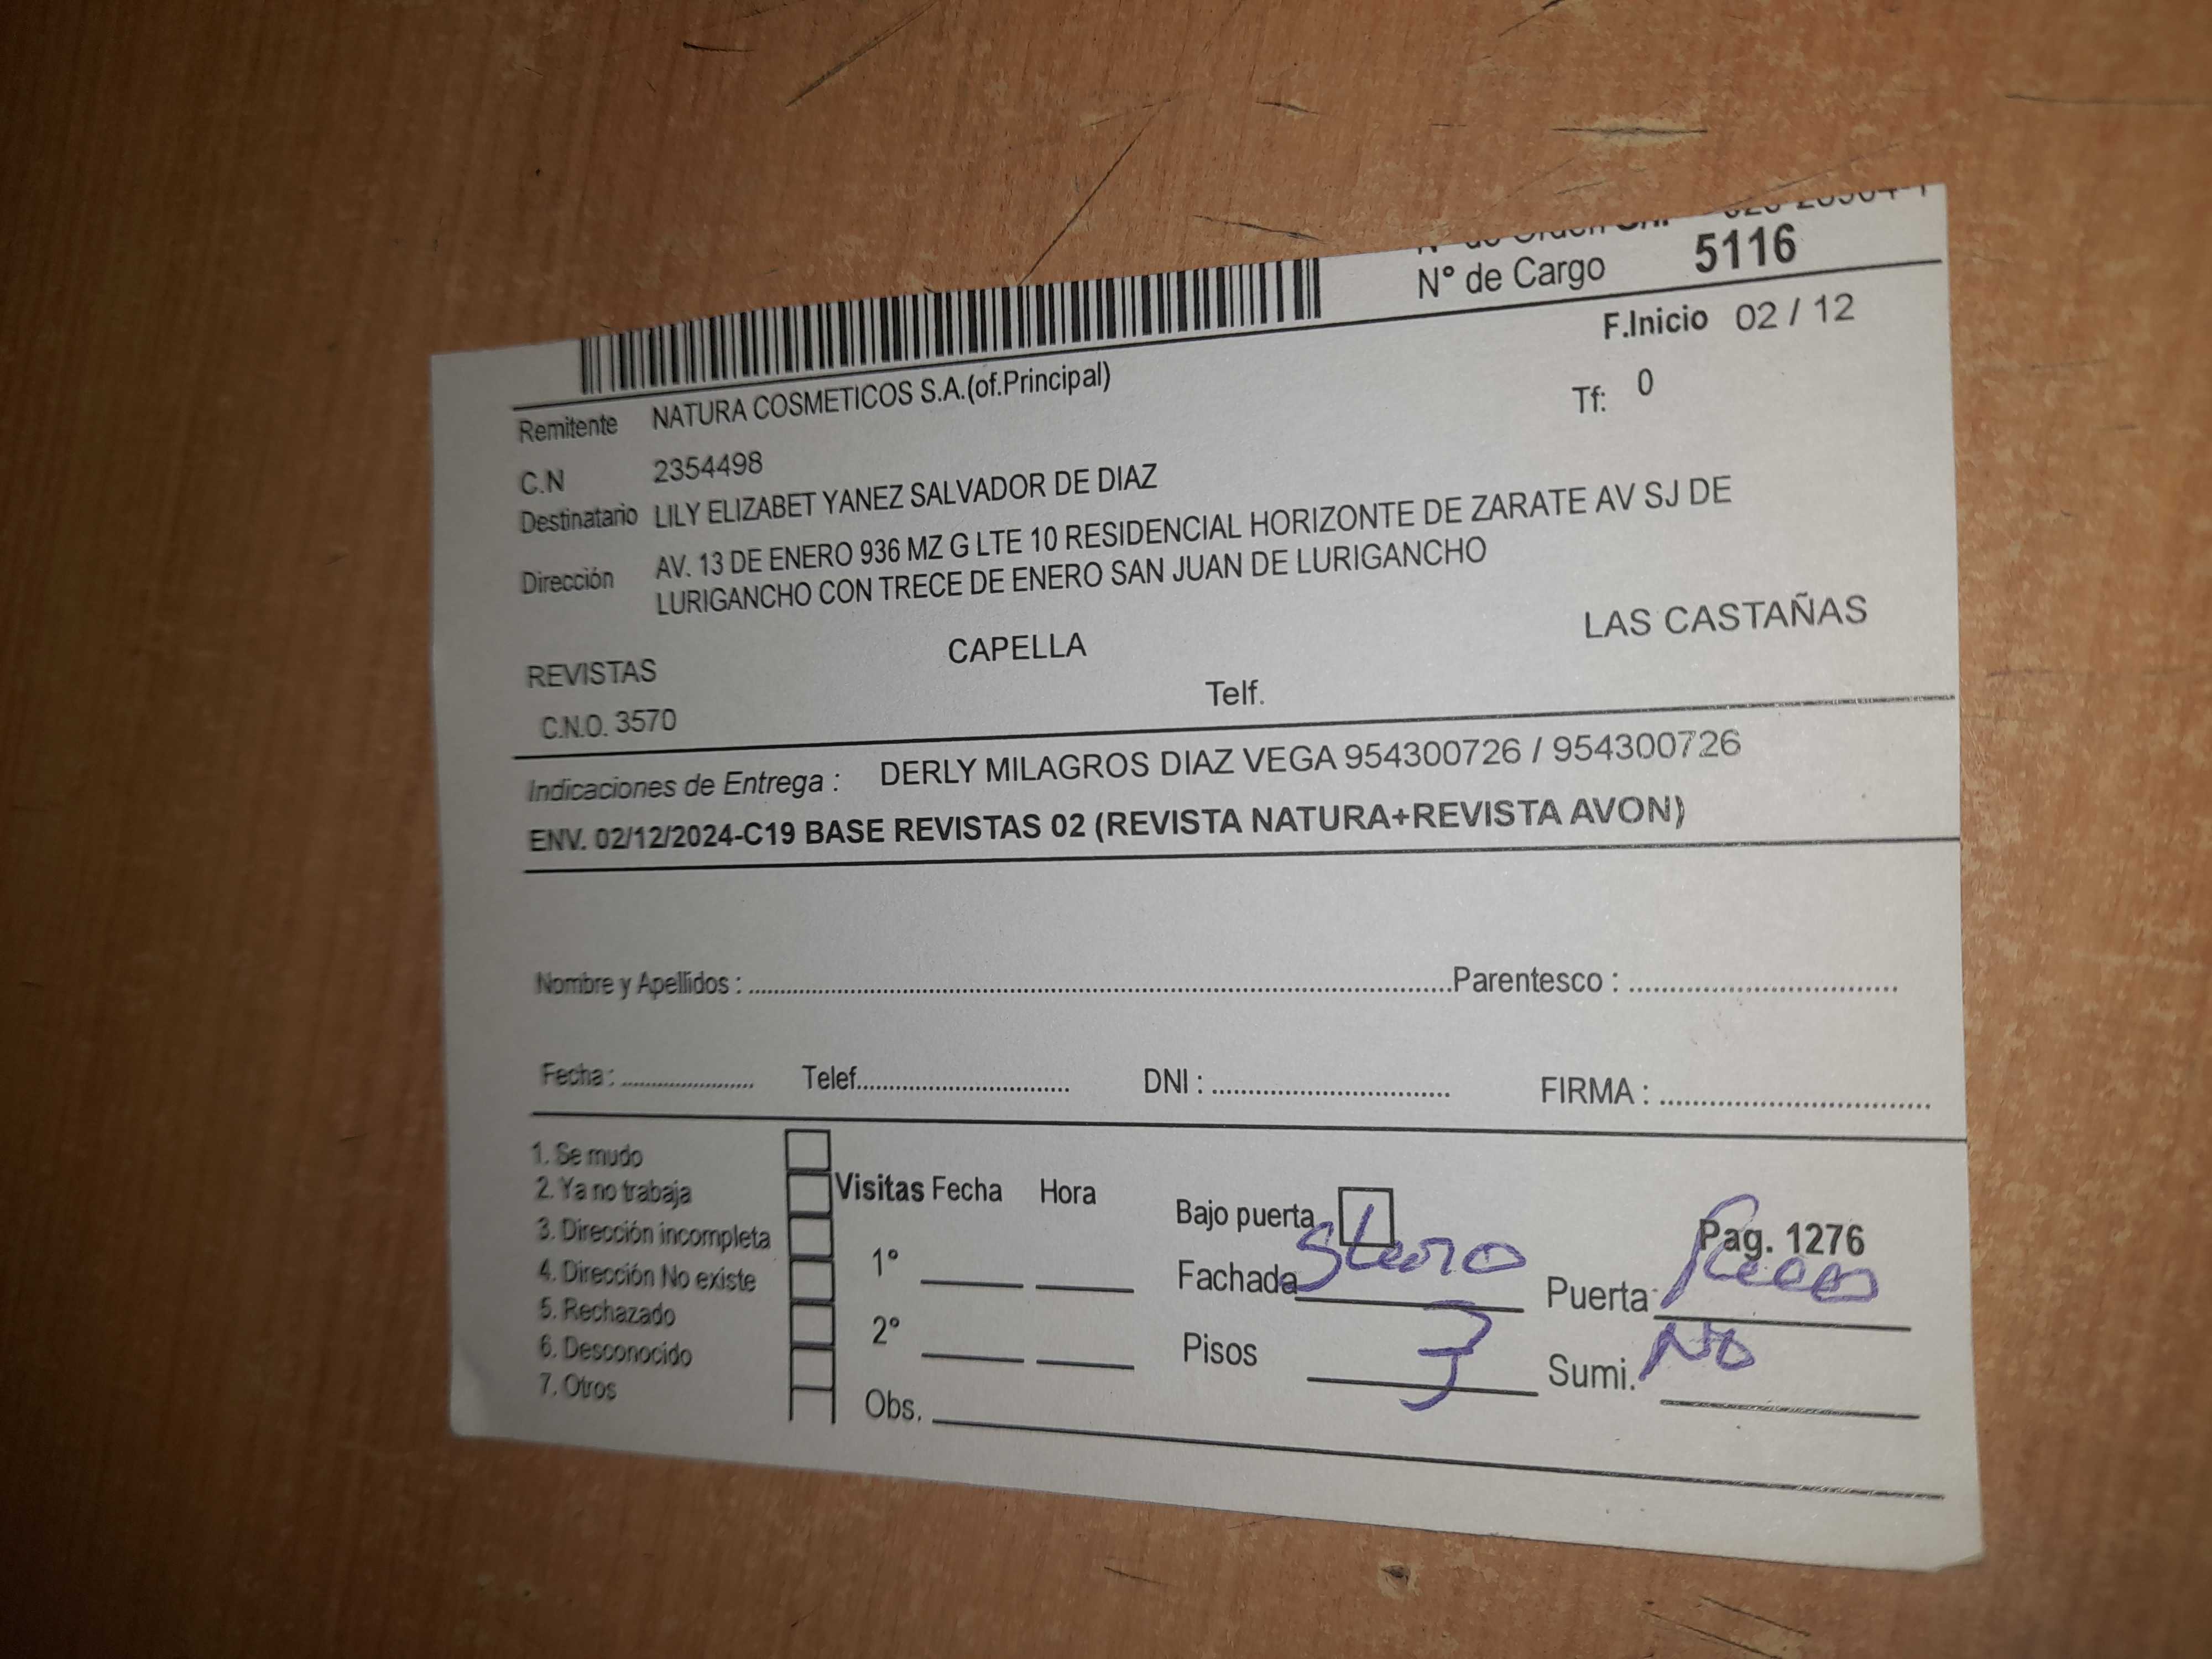 N° de Cargo 5116
F.Inicio 02 / 12
Remitente NATURA COSMETICOS S.A.(of.Principal)
Tf: 0
C.N 2354498
Destinatario LILY ELIZABET YANEZ SALVADOR DE DIAZ
Dirección AV. 13 DE ENERO 936 MZ G LTE 10 RESIDENCIAL HORIZONTE DE ZARATE AV SJ DE
LURIGANCHO CON TRECE DE ENERO SAN JUAN DE LURIGANCHO
REVISTAS CAPELLA LAS CASTAÑAS
C.N.O. 3570 Telf.
Indicaciones de Entrega : DERLY MILAGROS DIAZ VEGA 954300726 / 954300726
ENV. 02/12/2024-C19 BASE REVISTAS 02 (REVISTA NATURA+REVISTA AVON)
Nombre y Apellidos : Parentesco :
Fecha : Telef. DNI : FIRMA :
1. Se mudo
2. Ya no trabaja
3. Dirección incompleta
4. Dirección No existe
5. Rechazado
6. Desconocido
7. Otros
Visitas Fecha Hora
1°
2°
Obs.
Bajo puerta
Pag. 1276
Fachada
Puerta
Pisos 3
Sumi. No